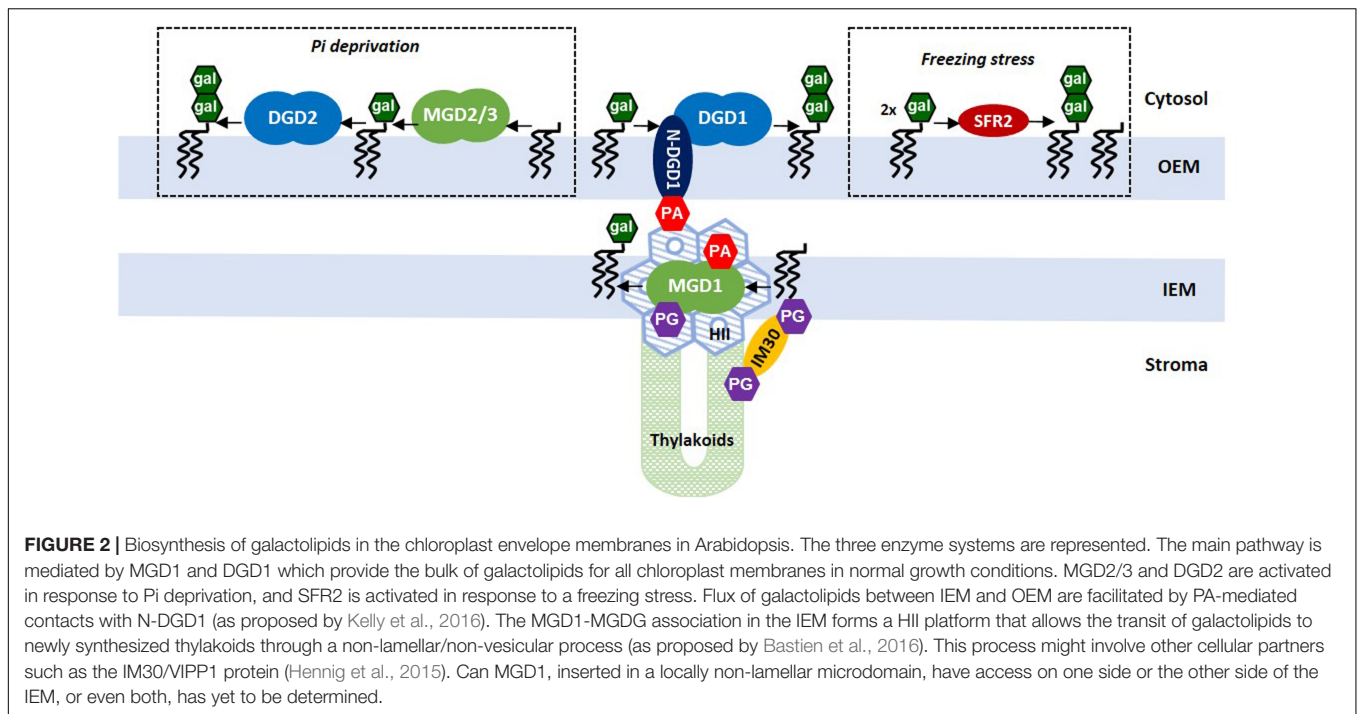 Pi deprivation
Freezing stress
gal
gal
DGD2
gal
MGD2/3
gal
DGD1
N-DGD1
gal
gal
2x
gal
SFR2
gal
gal
Cytosol
OEM
PA
gal
PA
MGD1
IEM
PG
HII
PG
IM30
PG
Stroma
Thylakoids
FIGURE 2 | Biosynthesis of galactolipids in the chloroplast envelope membranes in Arabidopsis. The three enzyme systems are represented. The main pathway is
mediated by MGD1 and DGD1 which provide the bulk of galactolipids for all chloroplast membranes in normal growth conditions. MGD2/3 and DGD2 are activated
in response to Pi deprivation, and SFR2 is activated in response to a freezing stress. Flux of galactolipids between IEM and OEM are facilitated by PA-mediated
contacts with N-DGD1 (as proposed by Kelly et al., 2016). The MGD1-MGDG association in the IEM forms a HII platform that allows the transit of galactolipids to
newly synthesized thylakoids through a non-lamellar/non-vesicular process (as proposed by Bastien et al., 2016). This process might involve other cellular partners
such as the IM30/VIPP1 protein (Hennig et al., 2015). Can MGD1, inserted in a locally non-lamellar microdomain, have access on one side or the other side of the
IEM, or even both, has yet to be determined.